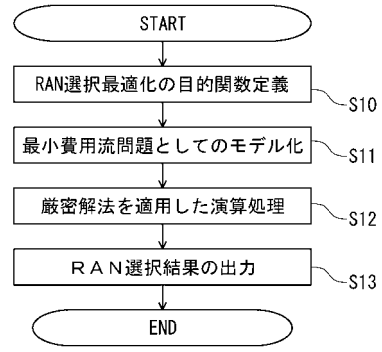 START
RAN選択最適化の目的関数定義
S10
最小費用流問題としてのモデル化
S11
厳密解法を適用した演算処理
S12
ＲＡＮ選択結果の出力
S13
END